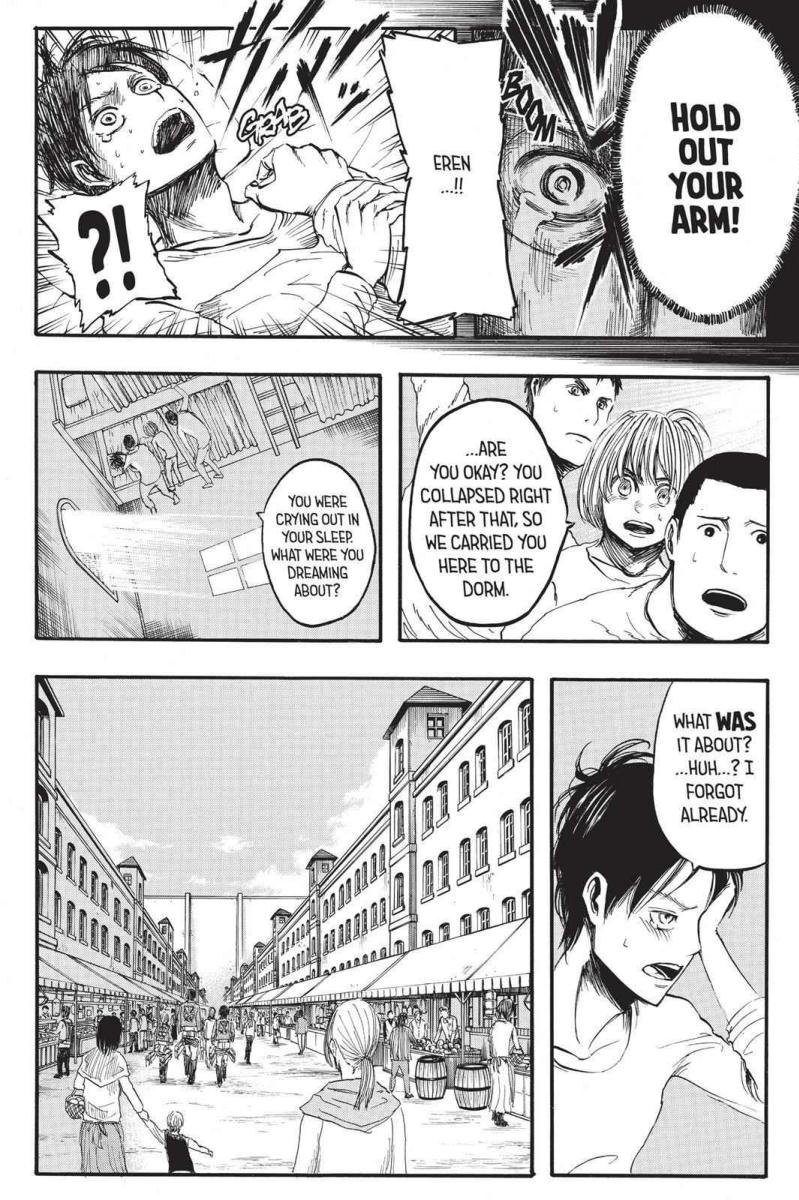 HOLD
OUT
YOUR
ARM!
BOOM
EREN
...!!
GRAB
?!
...ARE
YOU OKAY? YOU
COLLAPSED RIGHT
AFTER THAT, SO
WE CARRIED YOU
HERE TO THE
DORM.
YOU WERE
CRYING OUT IN
YOUR SLEEP.
WHAT WERE YOU
DREAMING
ABOUT?
WHAT WAS
IT ABOUT?
...HUH...? I
FORGOT
ALREADY.